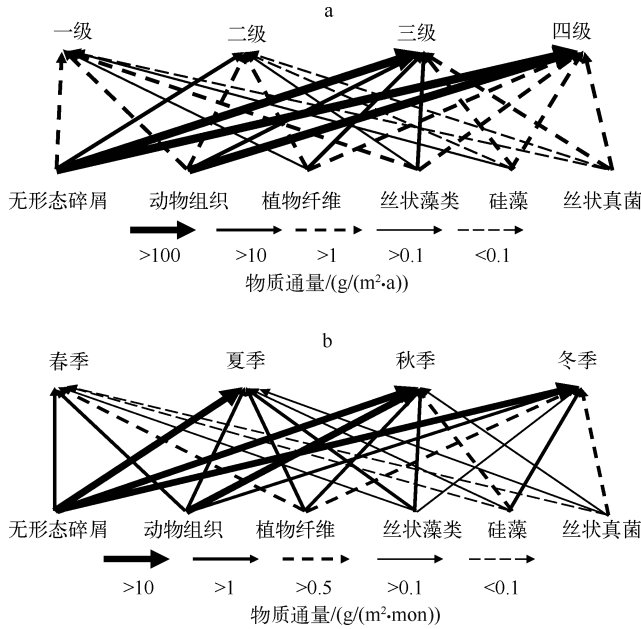 a
一级 二级 三级 四级
无形态碎屑 动物组织 植物纤维 丝状藻类 硅藻 丝状真菌
>100 >10 >1 >0.1 <0.1
物质通量/(g/(m²•a))
b
春季 夏季 秋季 冬季
无形态碎屑 动物组织 植物纤维 丝状藻类 硅藻 丝状真菌
>10 >1 >0.5 >0.1 <0.1
物质通量/(g/(m²•mon))